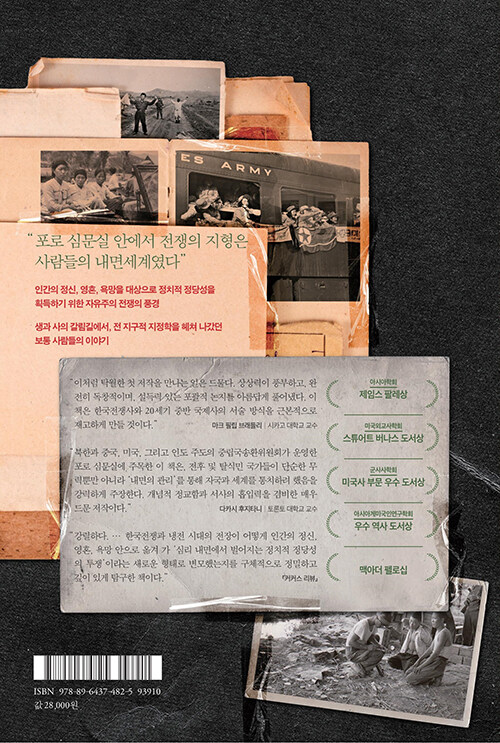 ES ARMY
“포로 심문실 안에서 전쟁의 지형은
사람들의 내면세계였다”
인간의 정신, 영혼, 욕망을 대상으로 정치적 정당성을
획득하기 위한 자유주의 전쟁의 풍경
생과 사의 갈림길에서, 전 지구적 지정학을 헤쳐 나갔던
보통 사람들의 이야기
“이처럼 탁월한 첫 저작을 만나는 일은 드물다. 상상력이 풍부하고, 완
전히 독창적이며, 설득력 있는 포괄적 논지를 아름답게 풀어냈다. 이
책은 한국전쟁사와 20세기 중반 국제사의 서술 방식을 근본적으로
재고하게 만들 것이다.” 마크 필립 브래들리 | 시카고 대학교 교수
북한과 중국, 미국, 그리고 인도 주도의 중립국송환위원회가 운영한
포로 심문실에 주목한 이 책은, 전후 및 탈식민 국가들이 단순한 무
력뿐만 아니라 ‘내면의 관리’를 통해 자국과 세계를 통치하려 했음을
강력하게 주장한다. 개념적 정교함과 서사의 흡입력을 겸비한 매우
드문 저작이다.” 다카시 후지타니 | 토론토 대학교 교수
“강렬하다. … 한국전쟁과 냉전 시대의 전장이 어떻게 인간의 정신,
영혼, 욕망 안으로 옮겨 가 ‘심리 내면에서 벌어지는 정치적 정당성
의 투쟁’이라는 새로운 형태로 변모했는지를 구체적으로 정밀하고
깊이 있게 탐구한 책이다.” 『커커스 리뷰』
아시아학회
제임스 팔레상
미국외교사학회
스튜어트 버나스 도서상
군사사학회
미국사 부문 우수 도서상
아시아계미국인연구학회
우수 역사 도서상
맥아더 펠로십
ISBN 978-89-6437-482-5 93910
값 28,000원